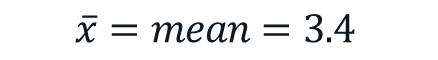 x̄ = mean = 3.4